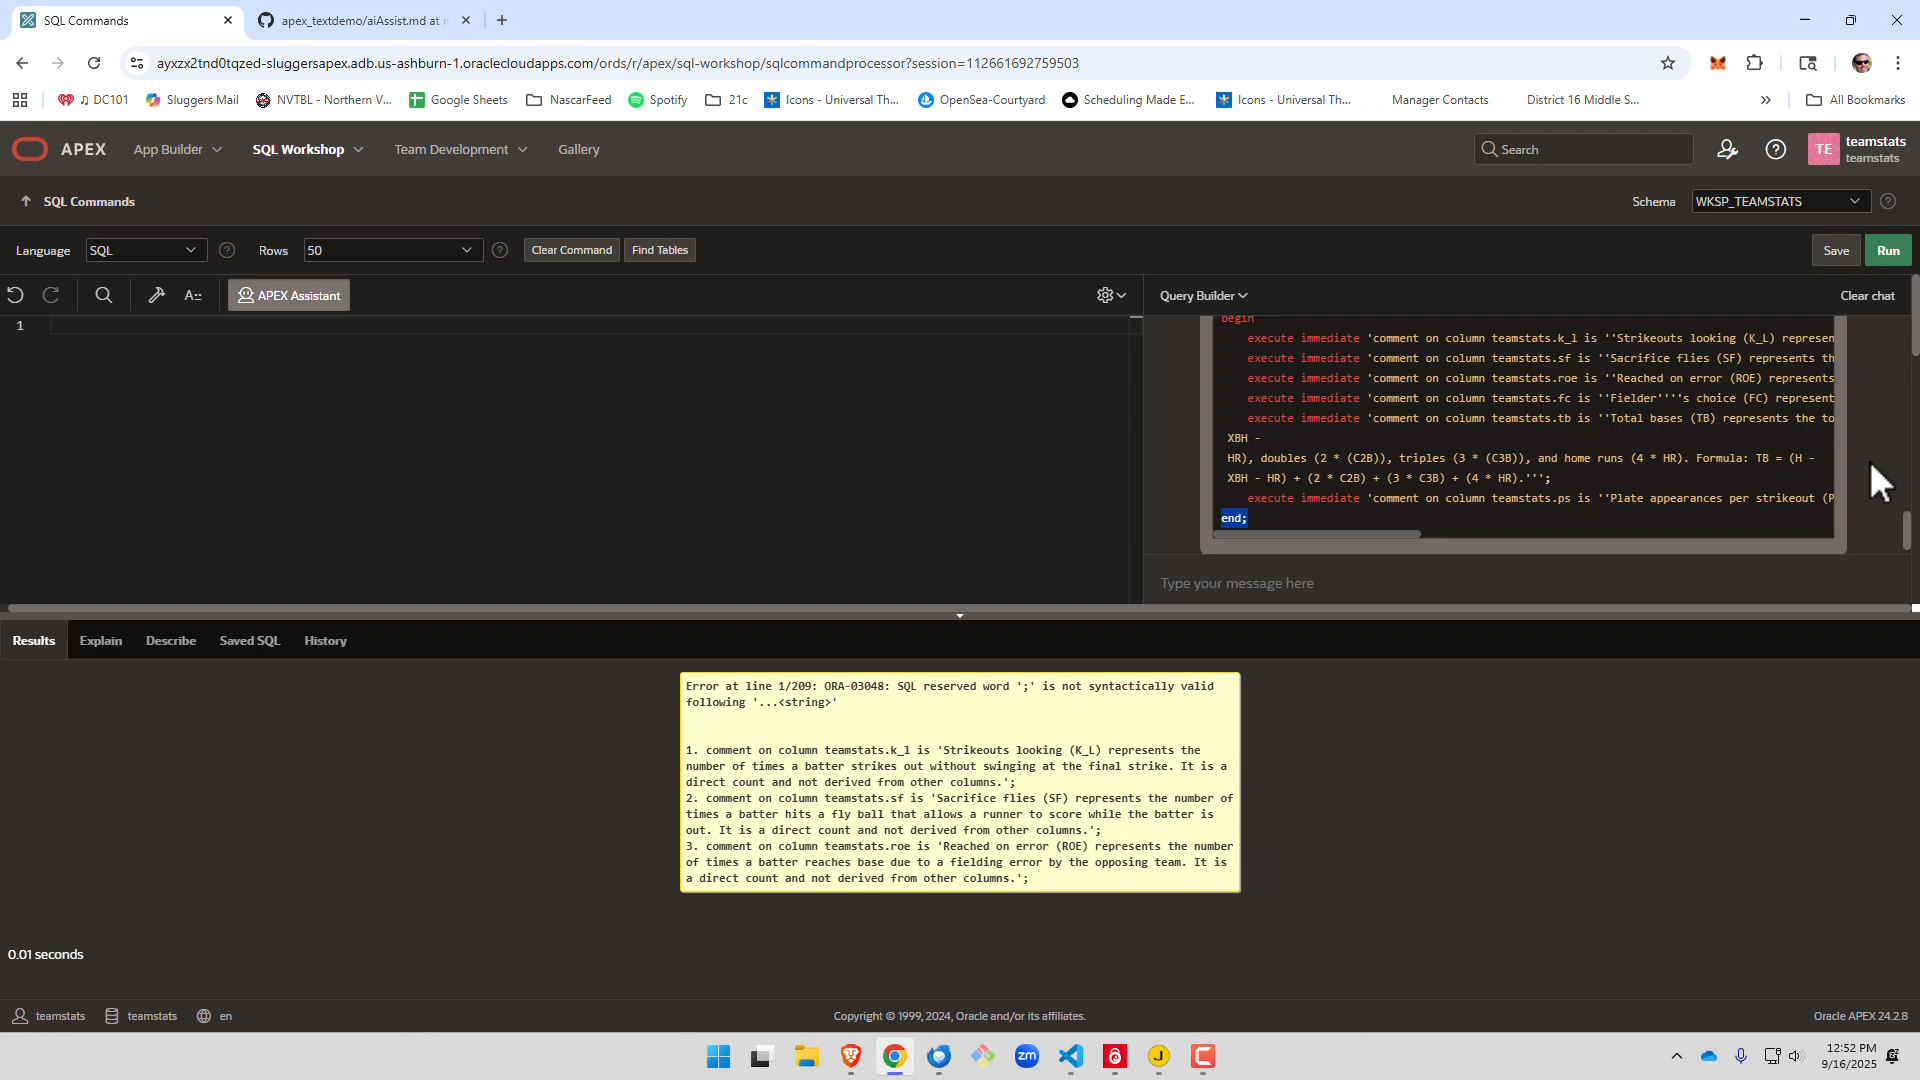 SQL Commands
apex_textdemo/aiAssist.md at
ayxzx2tnd0tqzed-sluggersapex.adb.us-ashburn-1.oraclecloudapps.com/ords/r/apex/sql-workshop/sqlcommandprocessor?session=112661692759503
DC101
Sluggers Mail
NVTBL - Northern V...
Google Sheets
NascarFeed
Spotify
21c
Icons - Universal Th...
OpenSea-Courtyard
Scheduling Made E...
Icons - Universal Th...
Manager Contacts
District 16 Middle S...
All Bookmarks
APEX
App Builder
SQL Workshop
Team Development
Gallery
Search
TE
teamstats
teamstats
SQL Commands
Schema
WKSP_TEAMSTATS
Language
SQL
Rows
50
Clear Command
Find Tables
Save
Run
APEX Assistant
Query Builder
Clear chat
1
begin
execute immediate 'comment on column teamstats.k_l is ''Strikeouts looking (K_L) represen
execute immediate 'comment on column teamstats.sf is ''Sacrifice flies (SF) represents th
execute immediate 'comment on column teamstats.roe is ''Reached on error (ROE) represents
execute immediate 'comment on column teamstats.fc is ''Fielder''''s choice (FC) represent
execute immediate 'comment on column teamstats.tb is ''Total bases (TB) represents the to
XBH -
HR), doubles (2 * (C2B)), triples (3 * (C3B)), and home runs (4 * HR). Formula: TB = (H -
XBH - HR) + (2 * C2B) + (3 * C3B) + (4 * HR).''';
execute immediate 'comment on column teamstats.ps is ''Plate appearances per strikeout (P
end;
Type your message here
Results
Explain
Describe
Saved SQL
History
Error at line 1/209: ORA-03048: SQL reserved word ';' is not syntactically valid
following '...<string>'
1. comment on column teamstats.k_l is 'Strikeouts looking (K_L) represents the
number of times a batter strikes out without swinging at the final strike. It is a
direct count and not derived from other columns.';
2. comment on column teamstats.sf is 'Sacrifice flies (SF) represents the number of
times a batter hits a fly ball that allows a runner to score while the batter is
out. It is a direct count and not derived from other columns.';
3. comment on column teamstats.roe is 'Reached on error (ROE) represents the number
of times a batter reaches base due to a fielding error by the opposing team. It is
a direct count and not derived from other columns.';
0.01 seconds
teamstats
teamstats
en
Copyright © 1999, 2024, Oracle and/or its affiliates.
Oracle APEX 24.2.8
zm
12:52 PM
9/16/2025